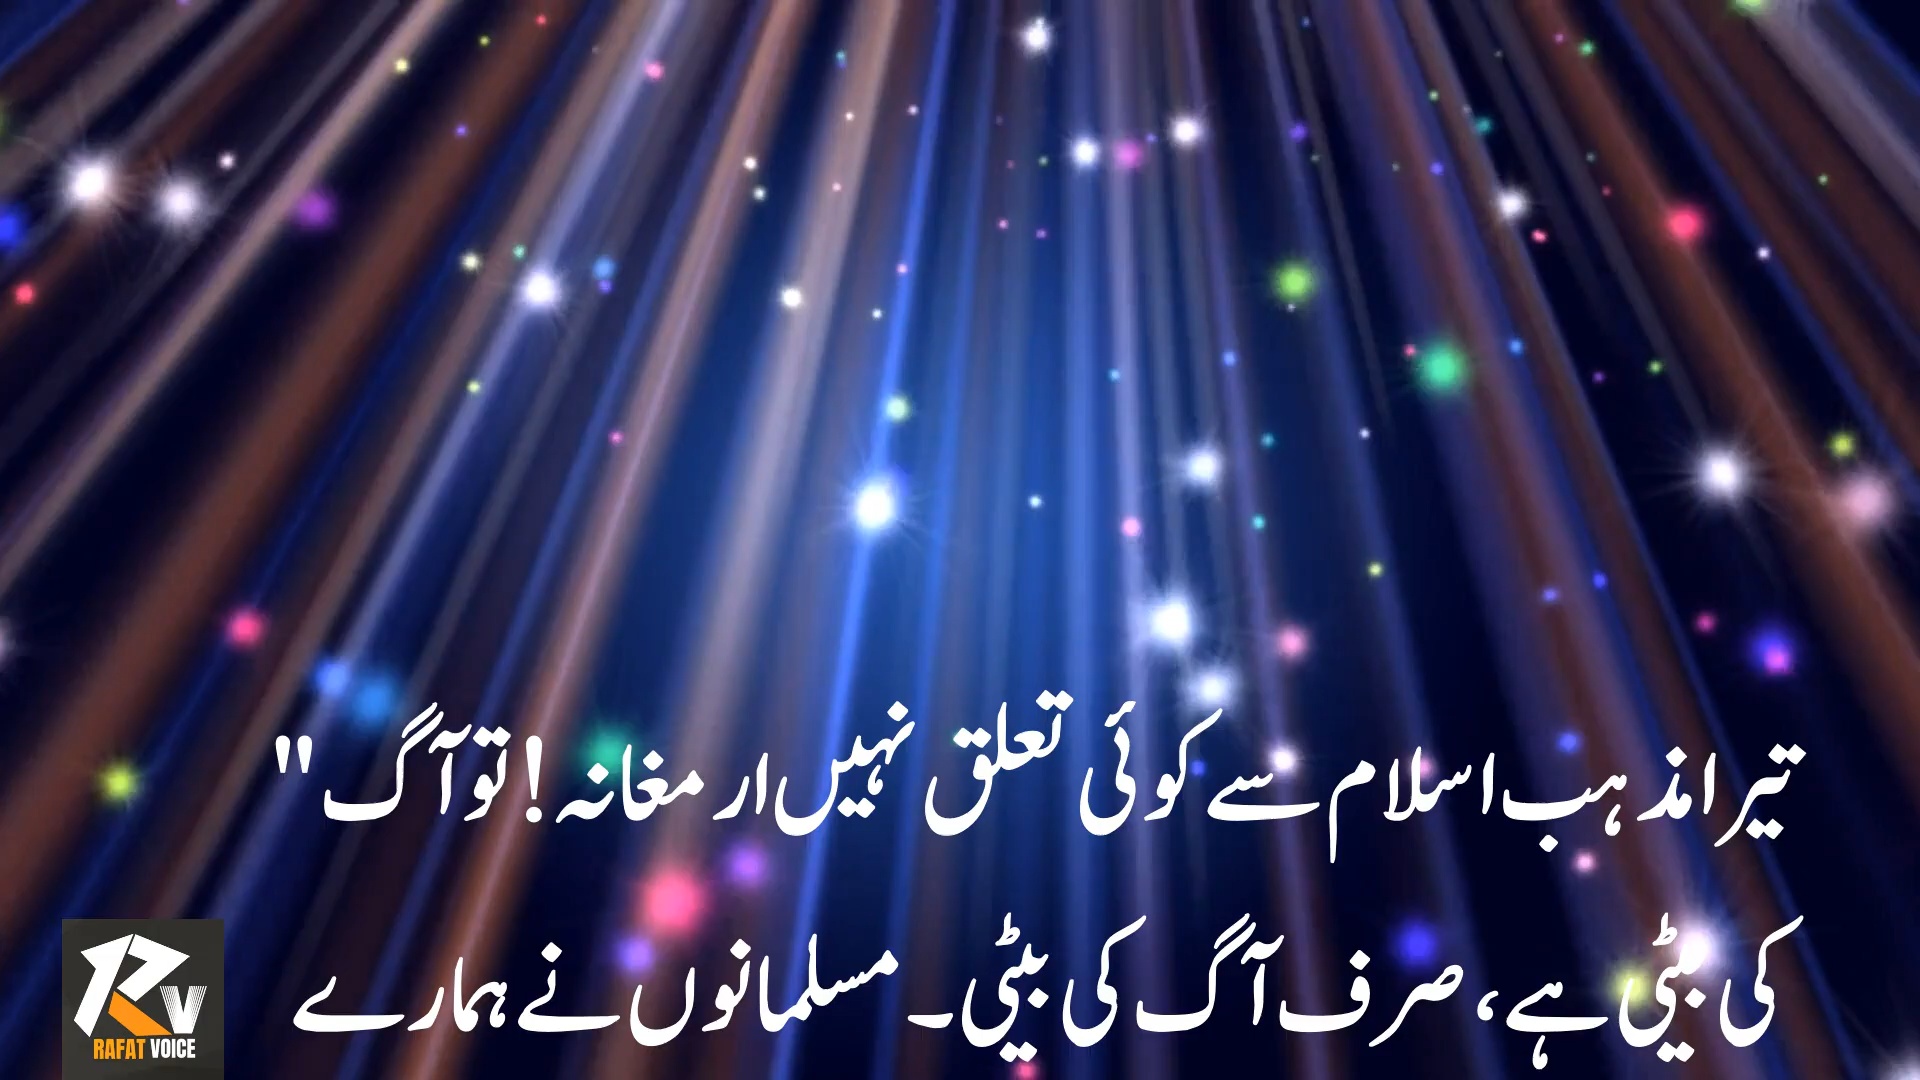 تیرا مذہب اسلام سے کوئی تعلق نہیں ارمغانہ! تو آگ "
کی بیٹی ہے، صرف آگ کی بیٹی۔ مسلمانوں نے ہمارے
RV
RAFAT VOICE